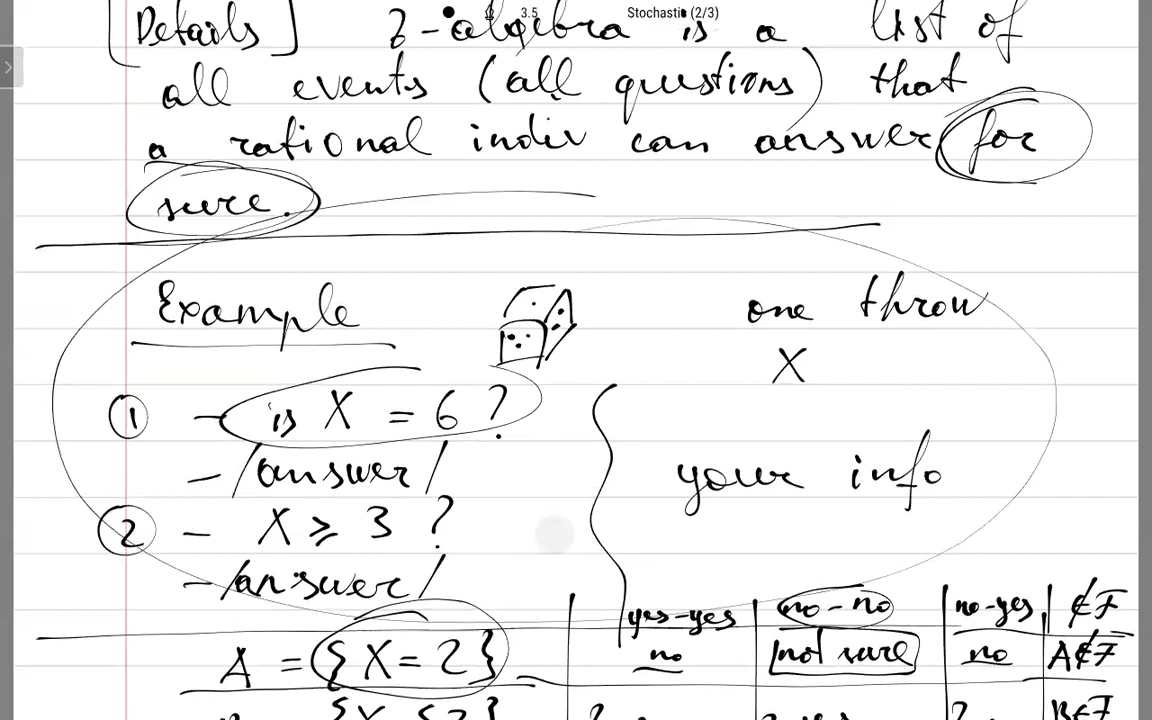 3.5 Stochastic (2/3)
[Details] σ-algebra is a list of
all events (all questions) that
a rational indiv can answer for
sure.
Example one throw
X
① - is X = 6 ?
- /answer/
your info
② - X ≥ 3 ?
- /answer/
yes-yes no-no no-yes ∉F
A = {X=2} no not sure no A∉F